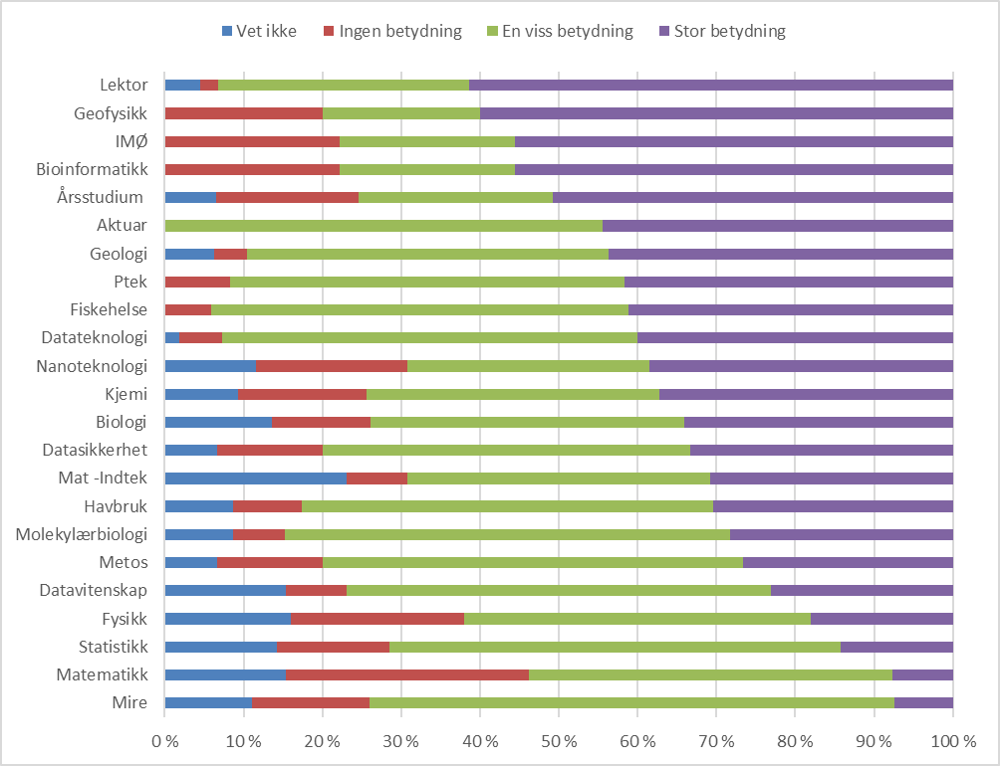 Vet ikke Ingen betydning En viss betydning Stor betydning
Lektor
Geofysikk
IMØ
Bioinformatikk
Årsstudium
Aktuar
Geologi
Ptek
Fiskehelse
Datateknologi
Nanoteknologi
Kjemi
Biologi
Datasikkerhet
Mat -Indtek
Havbruk
Molekylærbiologi
Metos
Datavitenskap
Fysikk
Statistikk
Matematikk
Mire
0 % 10 % 20 % 30 % 40 % 50 % 60 % 70 % 80 % 90 % 100 %